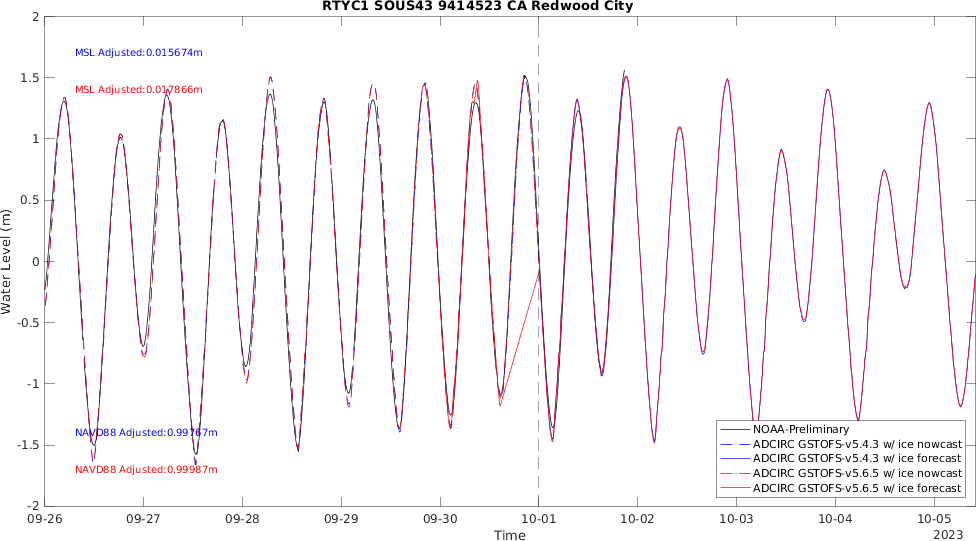 RTYC1 SOUS43 9414523 CA Redwood City
2
1.5
1
0.5
0
-0.5
-1
-1.5
-2
Water Level (m)
MSL Adjusted:0.015674m
MSL Adjusted:0.017866m
NAVD88 Adjusted:0.99767m
NAVD88 Adjusted:0.99987m
NOAA-Preliminary
ADCIRC GSTOFS-v5.4.3 w/ ice nowcast
ADCIRC GSTOFS-v5.4.3 w/ ice forecast
ADCIRC GSTOFS-v5.6.5 w/ ice nowcast
ADCIRC GSTOFS-v5.6.5 w/ ice forecast
09-26 09-27 09-28 09-29 09-30 10-01 10-02 10-03 10-04 10-05
Time
2023